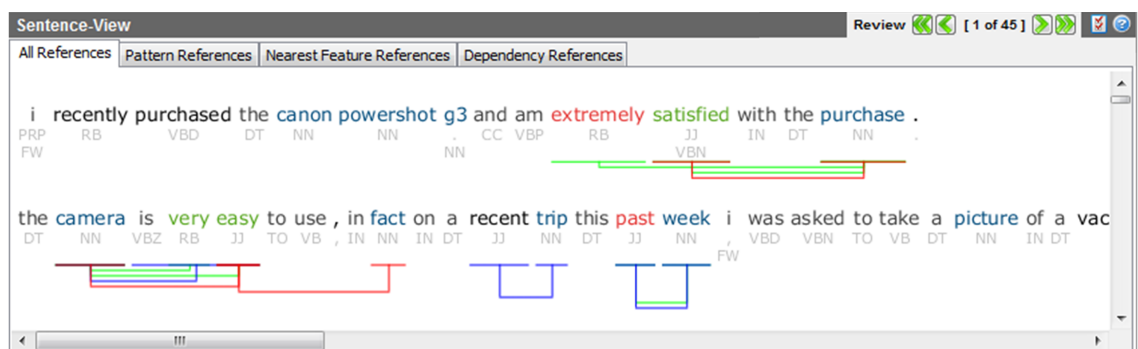 Sentence-View Review [ 1 of 45 ]
All References Pattern References Nearest Feature References Dependency References
i recently purchased the canon powershot g3 and am extremely satisfied with the purchase .
PRP RB VBD DT NN NN . CC VBP RB JJ IN DT NN .
FW NN VBN
the camera is very easy to use , in fact on a recent trip this past week i was asked to take a picture of a vac
DT NN VBZ RB JJ TO VB , IN NN IN DT JJ NN DT JJ NN , VBD VBN TO VB DT NN IN DT
FW